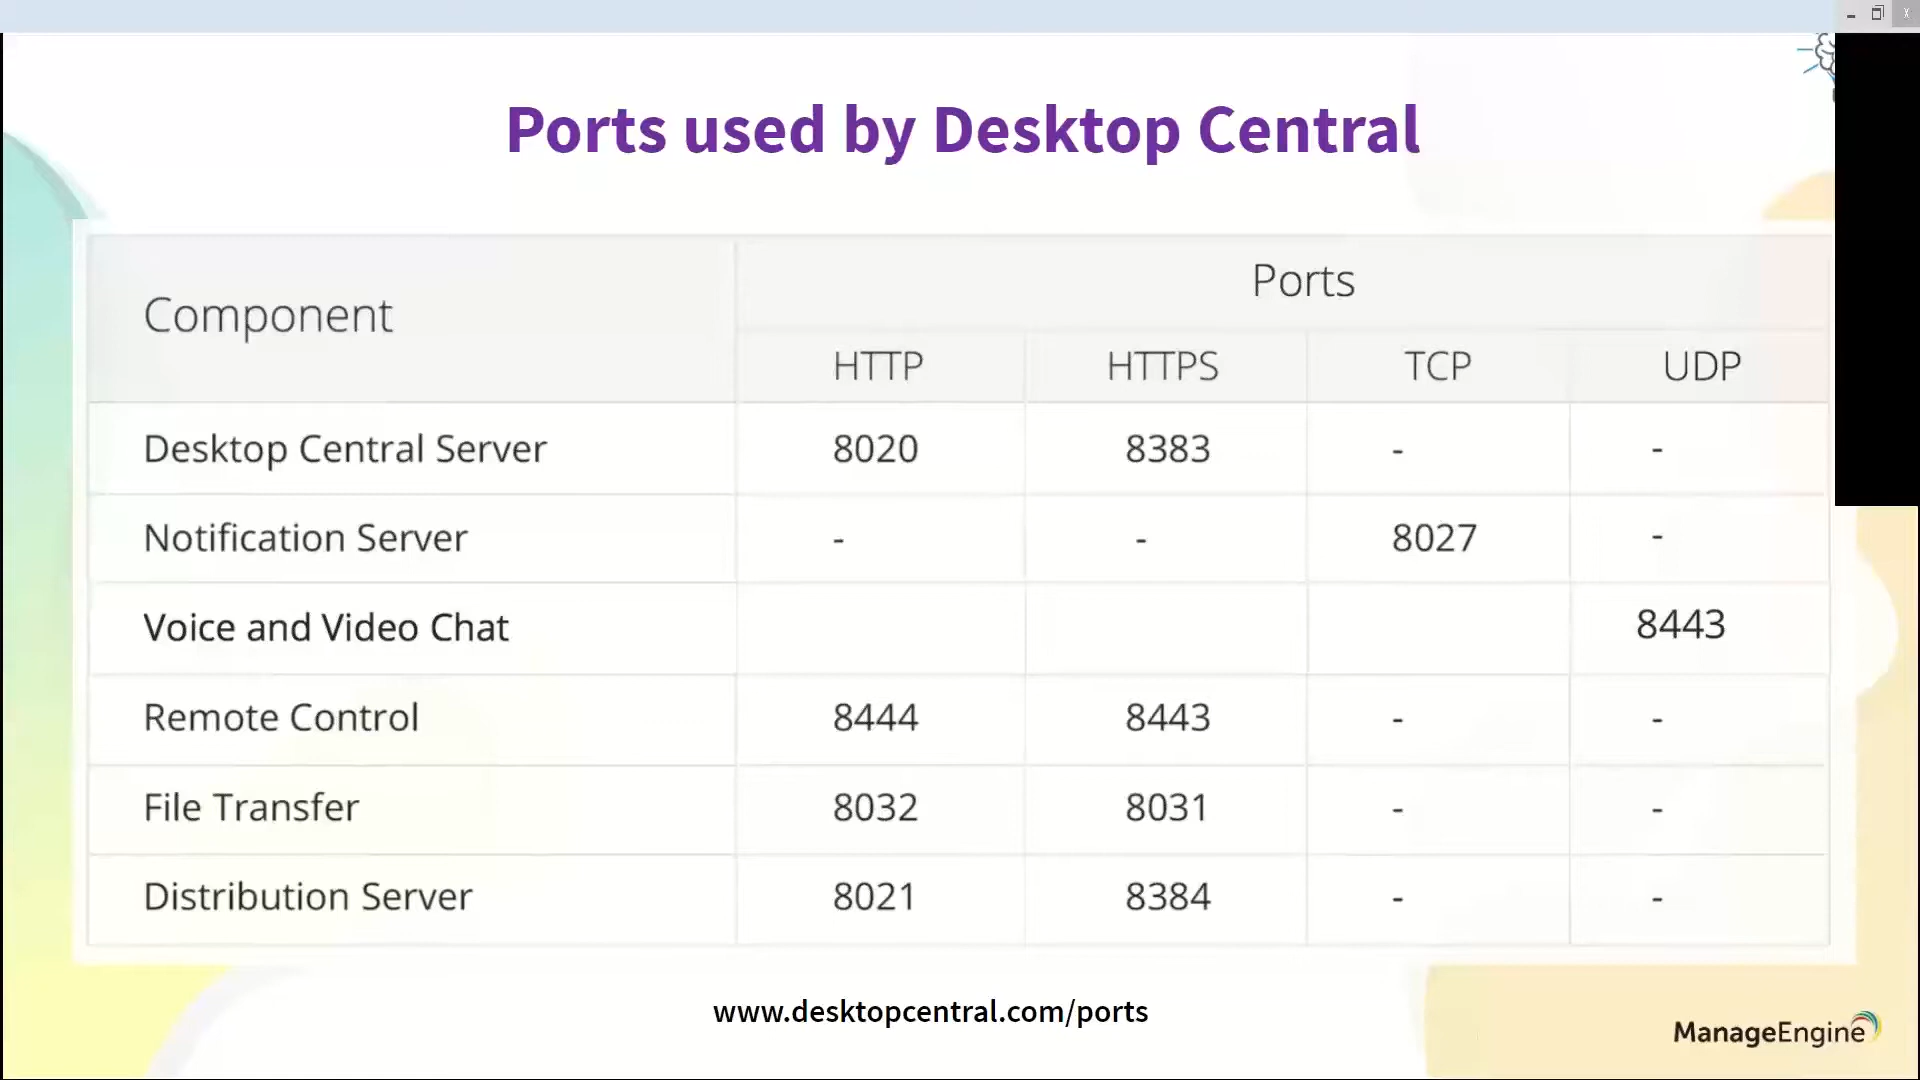 Ports used by Desktop Central
Component
Ports
HTTP HTTPS TCP UDP
Desktop Central Server 8020 8383 - -
Notification Server - - 8027 -
Voice and Video Chat 8443
Remote Control 8444 8443 - -
File Transfer 8032 8031 - -
Distribution Server 8021 8384 - -
www.desktopcentral.com/ports
ManageEngine